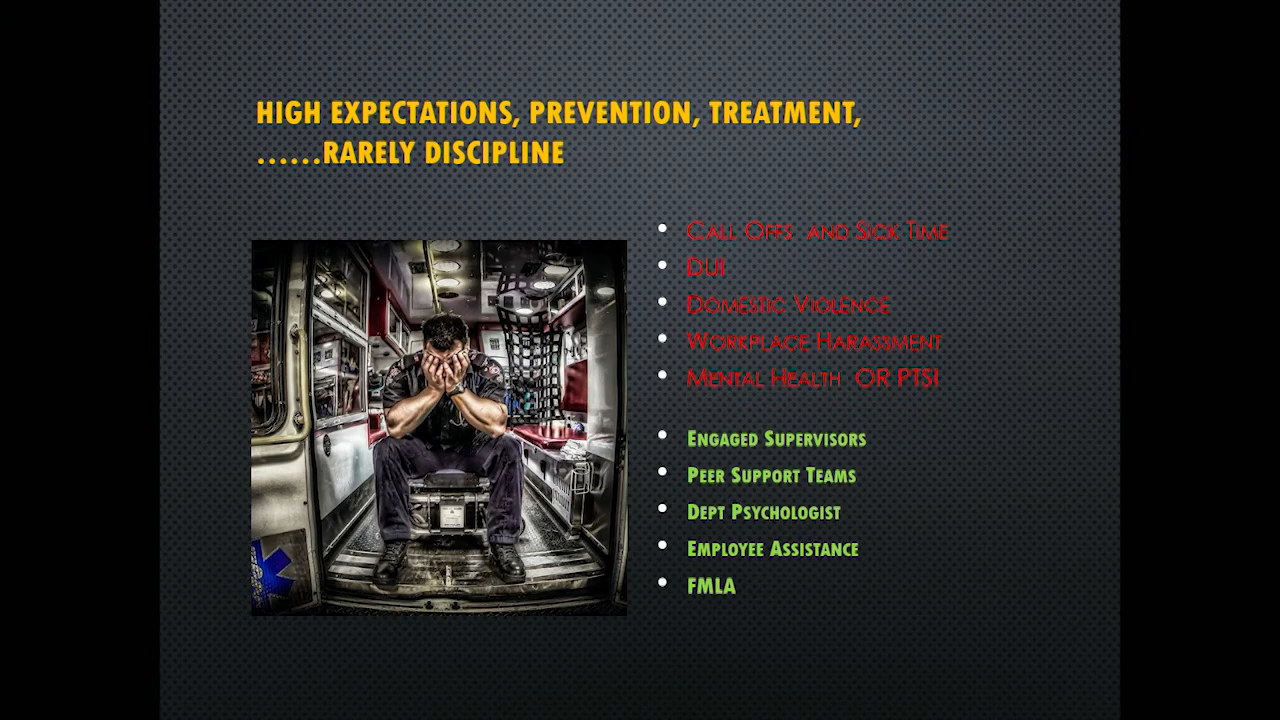 HIGH EXPECTATIONS, PREVENTION, TREATMENT,
......RARELY DISCIPLINE
• CALL OFFS AND SICK TIME
• DUI
• DOMESTIC VIOLENCE
• WORKPLACE HARASSMENT
• MENTAL HEALTH OR PTSI
• ENGAGED SUPERVISORS
• PEER SUPPORT TEAMS
• DEPT PSYCHOLOGIST
• EMPLOYEE ASSISTANCE
• FMLA